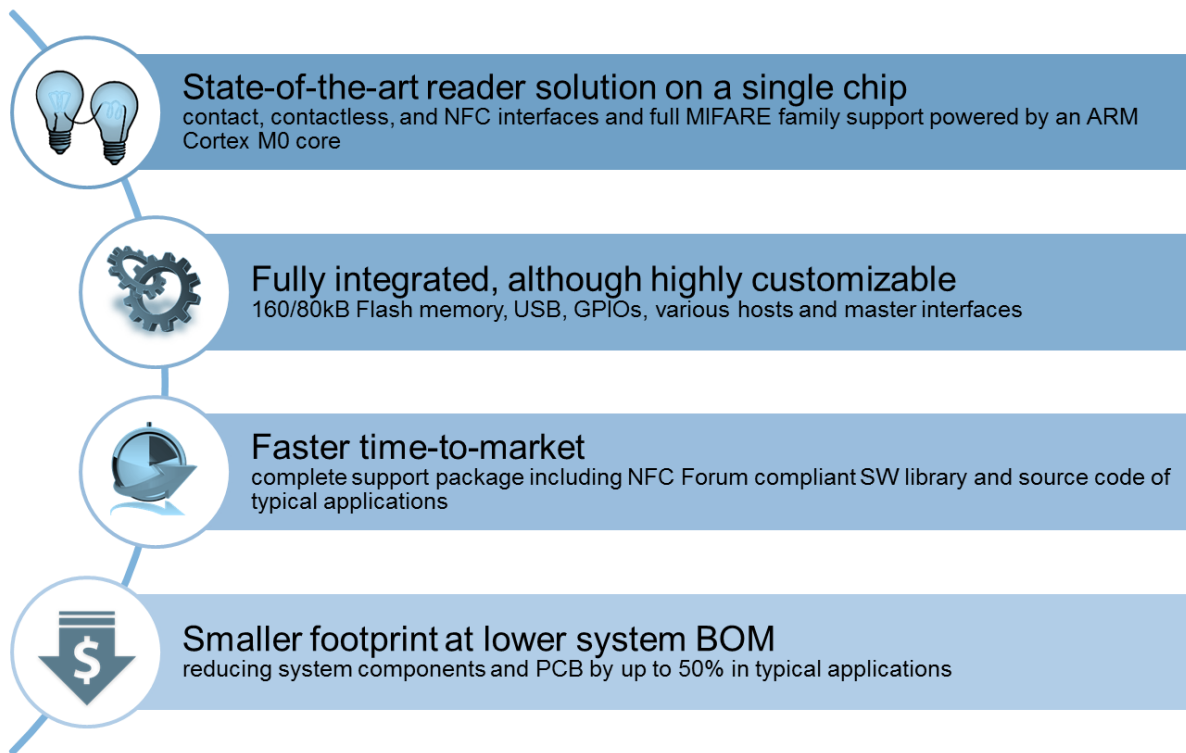 State-of-the-art reader solution on a single chip
contact, contactless, and NFC interfaces and full MIFARE family support powered by an ARM
Cortex M0 core
Fully integrated, although highly customizable
160/80kB Flash memory, USB, GPIOs, various hosts and master interfaces
Faster time-to-market
complete support package including NFC Forum compliant SW library and source code of
typical applications
$
Smaller footprint at lower system BOM
reducing system components and PCB by up to 50% in typical applications